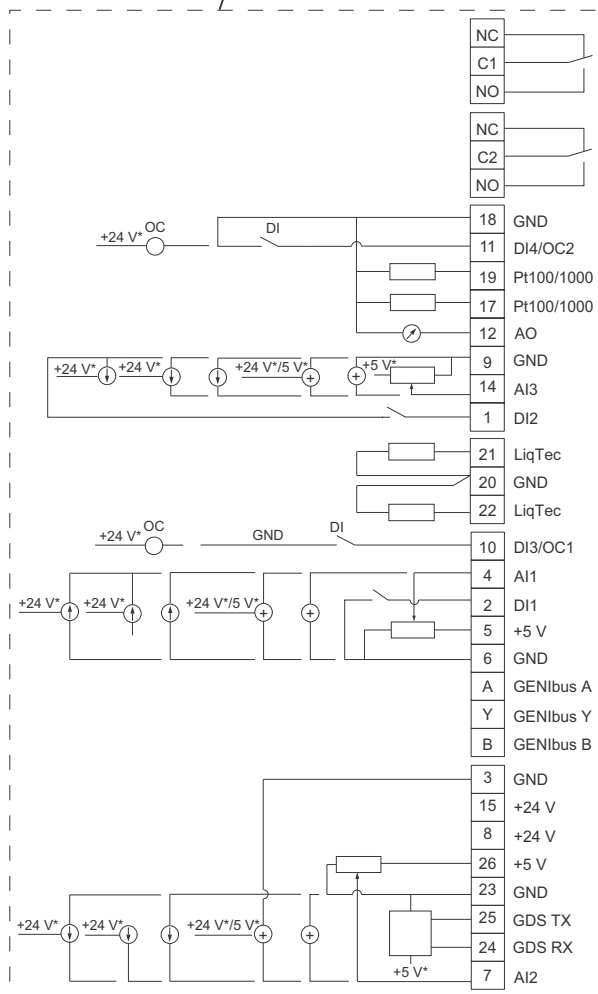 NC
C1
NO
NC
C2
NO
18 GND
+24 V* OC DI 11 DI4/OC2
19 Pt100/1000
17 Pt100/1000
12 AO
9 GND
+24 V* +24 V* +24 V*/5 V* +5 V*
14 AI3
1 DI2
21 LiqTec
20 GND
22 LiqTec
+24 V* OC GND DI 10 DI3/OC1
4 AI1
+24 V* +24 V* +24 V*/5 V* 2 DI1
5 +5 V
6 GND
A GENIbus A
Y GENIbus Y
B GENIbus B
3 GND
15 +24 V
8 +24 V
26 +5 V
23 GND
+24 V* +24 V* +24 V*/5 V* 25 GDS TX
24 GDS RX
+5 V* 7 AI2